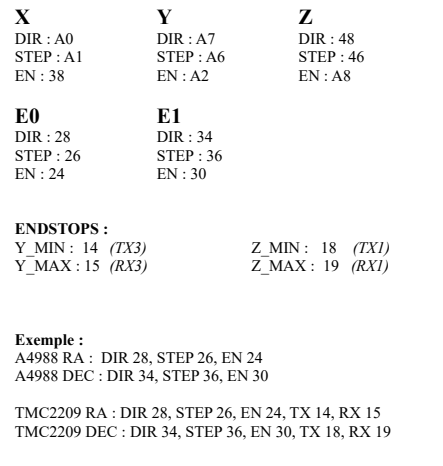 X Y Z
DIR : A0 DIR : A7 DIR : 48
STEP : A1 STEP : A6 STEP : 46
EN : 38 EN : A2 EN : A8
E0 E1
DIR : 28 DIR : 34
STEP : 26 STEP : 36
EN : 24 EN : 30
ENDSTOPS :
Y_MIN : 14 (TX3) Z_MIN : 18 (TX1)
Y_MAX : 15 (RX3) Z_MAX : 19 (RX1)
Exemple :
A4988 RA : DIR 28, STEP 26, EN 24
A4988 DEC : DIR 34, STEP 36, EN 30
TMC2209 RA : DIR 28, STEP 26, EN 24, TX 14, RX 15
TMC2209 DEC : DIR 34, STEP 36, EN 30, TX 18, RX 19